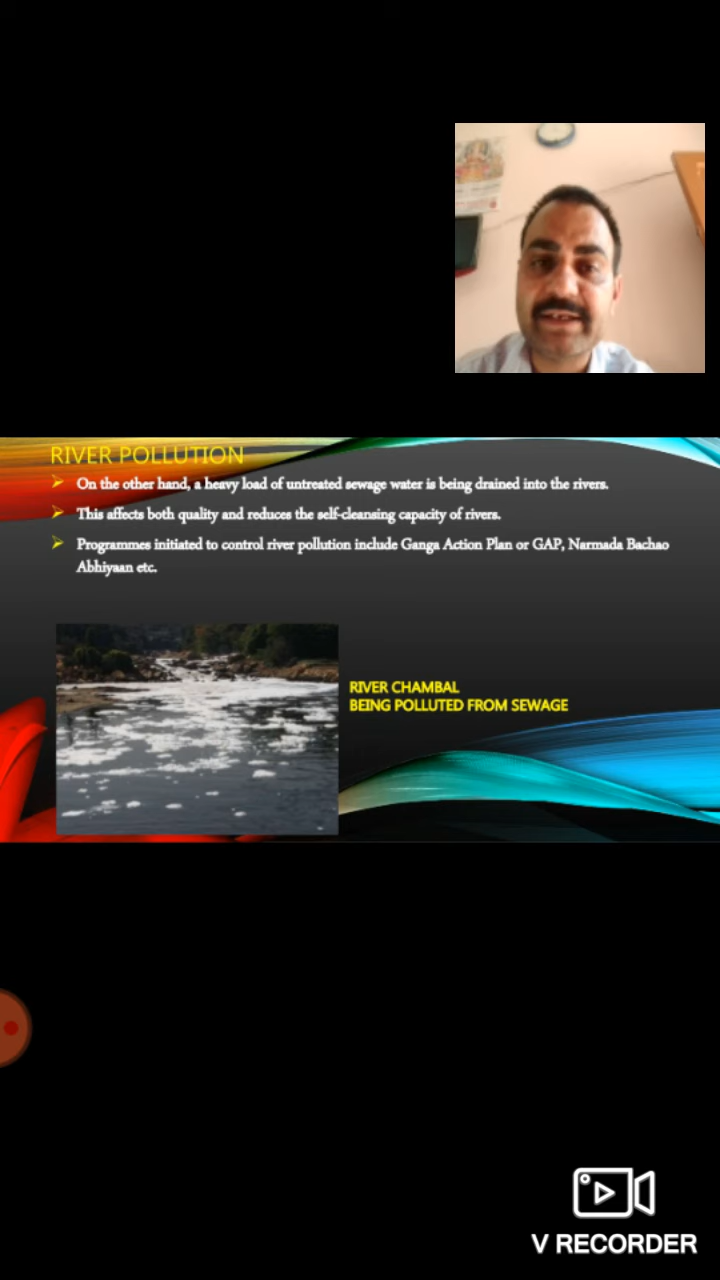 RIVER POLLUTION
On the other hand, a heavy load of untreated sewage water is being drained into the rivers.
This affects both quality and reduces the self-cleansing capacity of rivers.
Programmes initiated to control river pollution include Ganga Action Plan or GAP, Narmada Bachao
Abhiyaan etc.
RIVER CHAMBAL
BEING POLLUTED FROM SEWAGE
V RECORDER